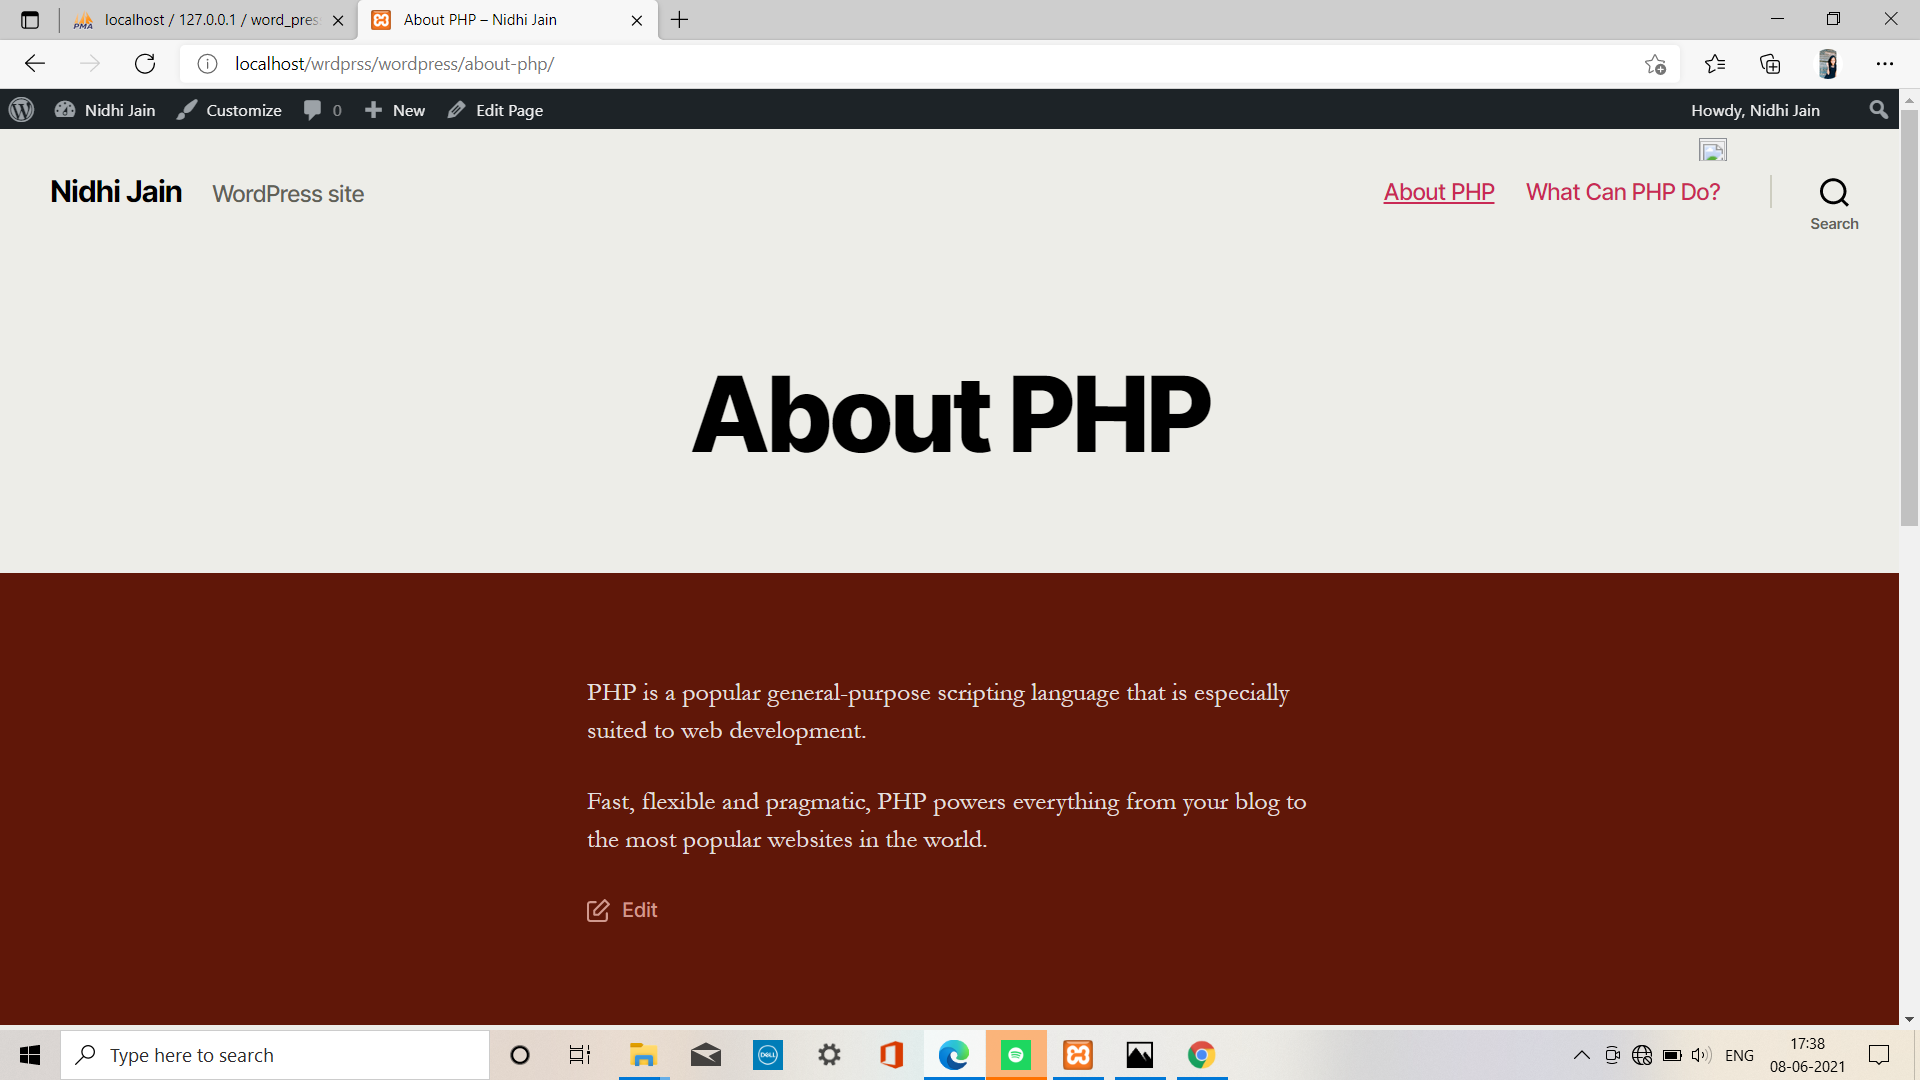 localhost / 127.0.0.1 / word_pres
About PHP – Nidhi Jain
localhost/wrdprss/wordpress/about-php/
Nidhi Jain Customize 0 New Edit Page Howdy, Nidhi Jain
Nidhi Jain WordPress site About PHP What Can PHP Do?
Search
About PHP
PHP is a popular general-purpose scripting language that is especially
suited to web development.
Fast, flexible and pragmatic, PHP powers everything from your blog to
the most popular websites in the world.
Edit
Type here to search
DELL
ENG
17:38
08-06-2021
PMA